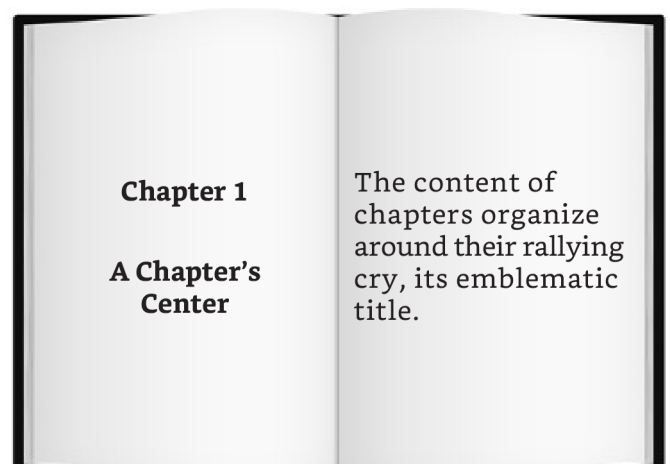 Chapter 1
A Chapter’s
Center
The content of
chapters organize
around their rallying
cry, its emblematic
title.